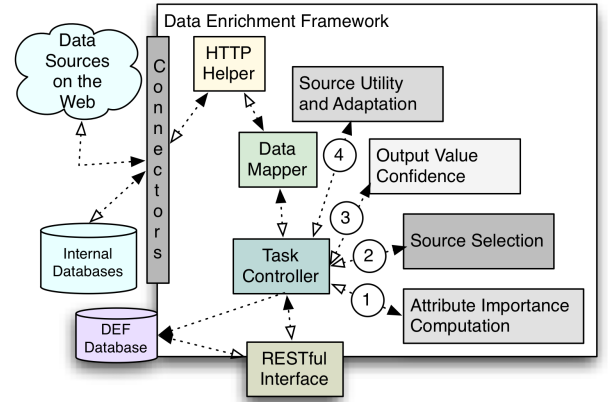 Data Enrichment Framework
Data
Sources
on the
Web
C
o
n
n
e
c
t
o
r
s
HTTP
Helper
Source Utility
and Adaptation
Data
Mapper
4
Output Value
Confidence
3
Internal
Databases
Task
Controller
2
Source Selection
1
Attribute Importance
Computation
DEF
Database
RESTful
Interface